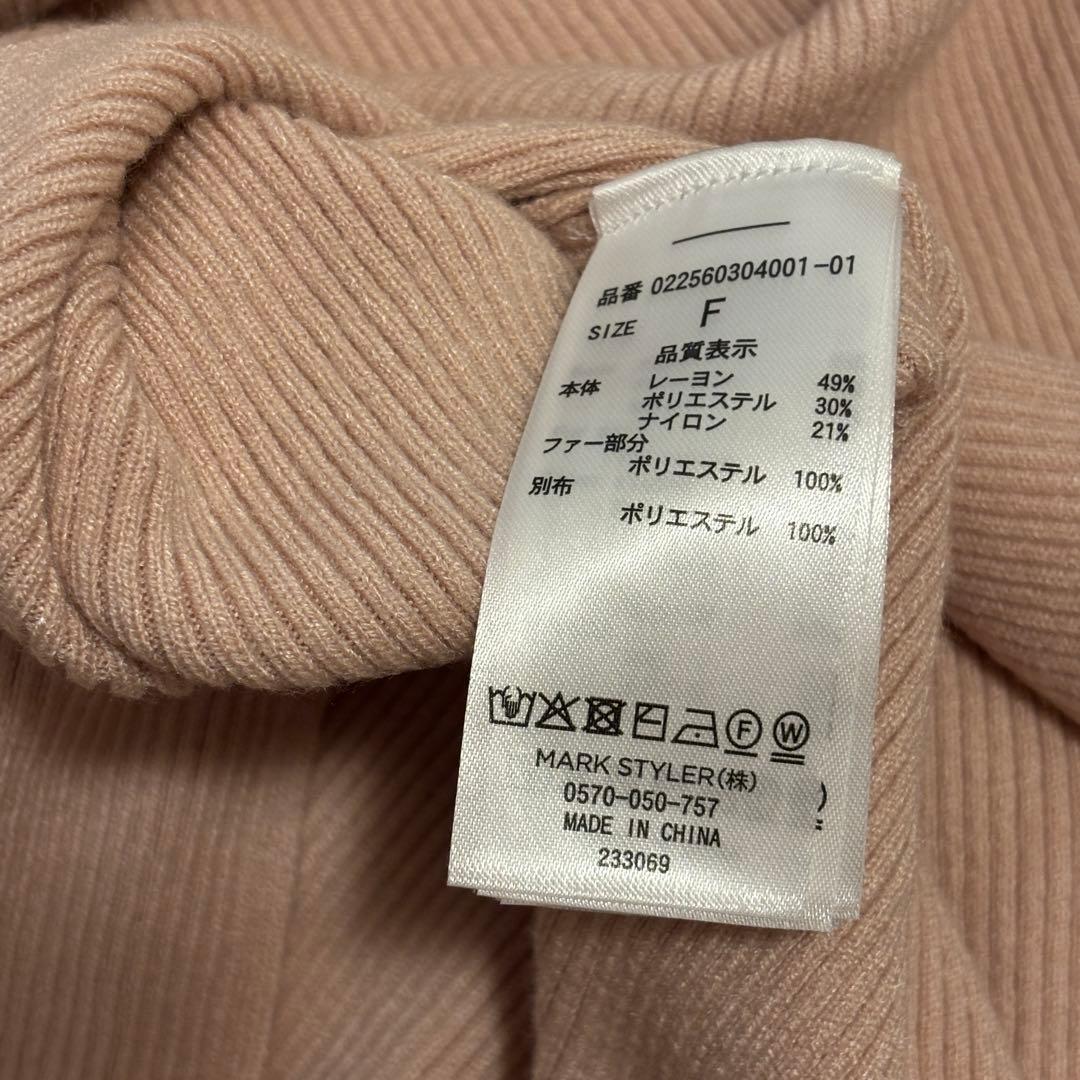 品番 022560304001-01
SIZE F
品質表示
本体 レーヨン 49%
ポリエステル 30%
ナイロン 21%
ファー部分
ポリエステル 100%
別布
ポリエステル 100%
F W
MARK STYLER(株)
0570-050-757
MADE IN CHINA
233069